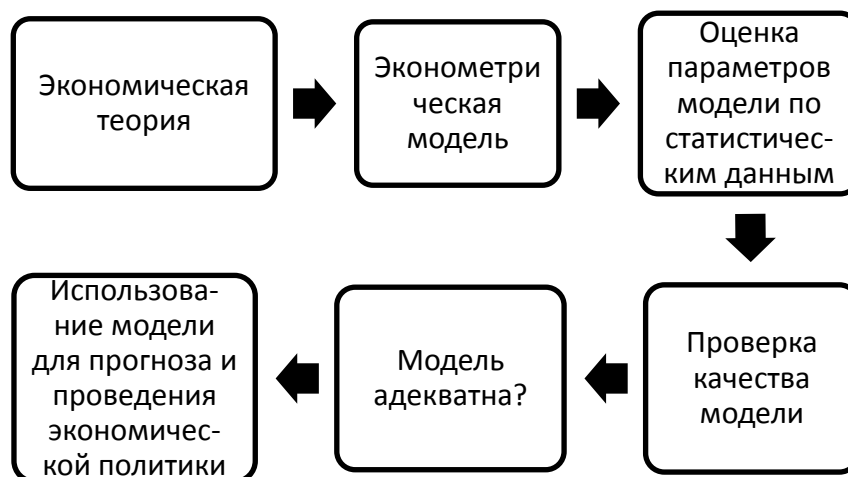 Экономическая
теория
Эконометри
ческая
модель
Оценка
параметров
модели по
статистичес-
ким данным
Использова-
ние модели
для прогноза и
проведения
экономичес-
кой политики
Модель
адекватна?
Проверка
качества
модели